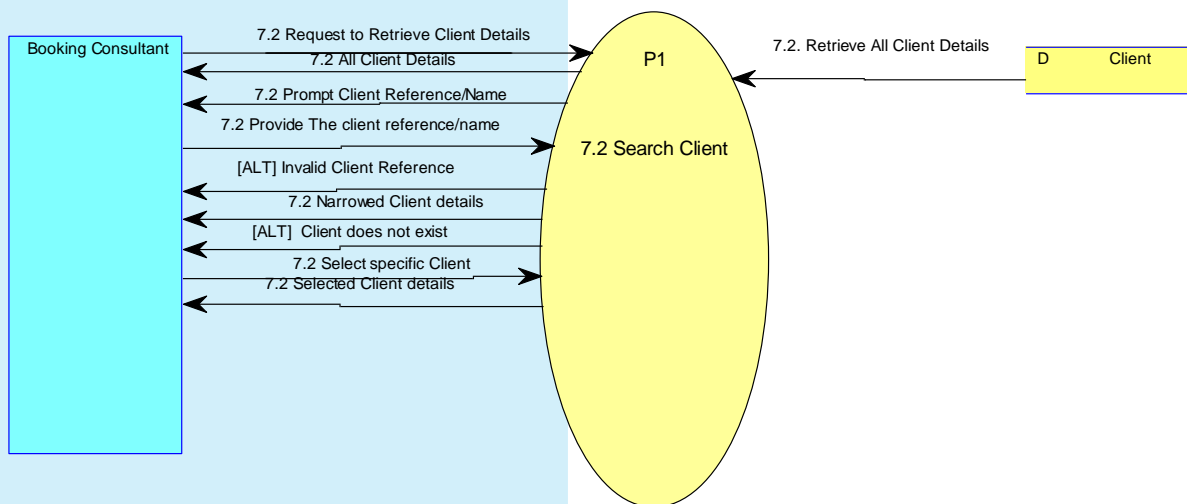 Booking Consultant
7.2 Request to Retrieve Client Details
7.2 All Client Details
7.2 Prompt Client Reference/Name
7.2 Provide The client reference/name
[ALT] Invalid Client Reference
7.2 Narrowed Client details
[ALT] Client does not exist
7.2 Select specific Client
7.2 Selected Client details
P1
7.2 Search Client
7.2. Retrieve All Client Details
D Client